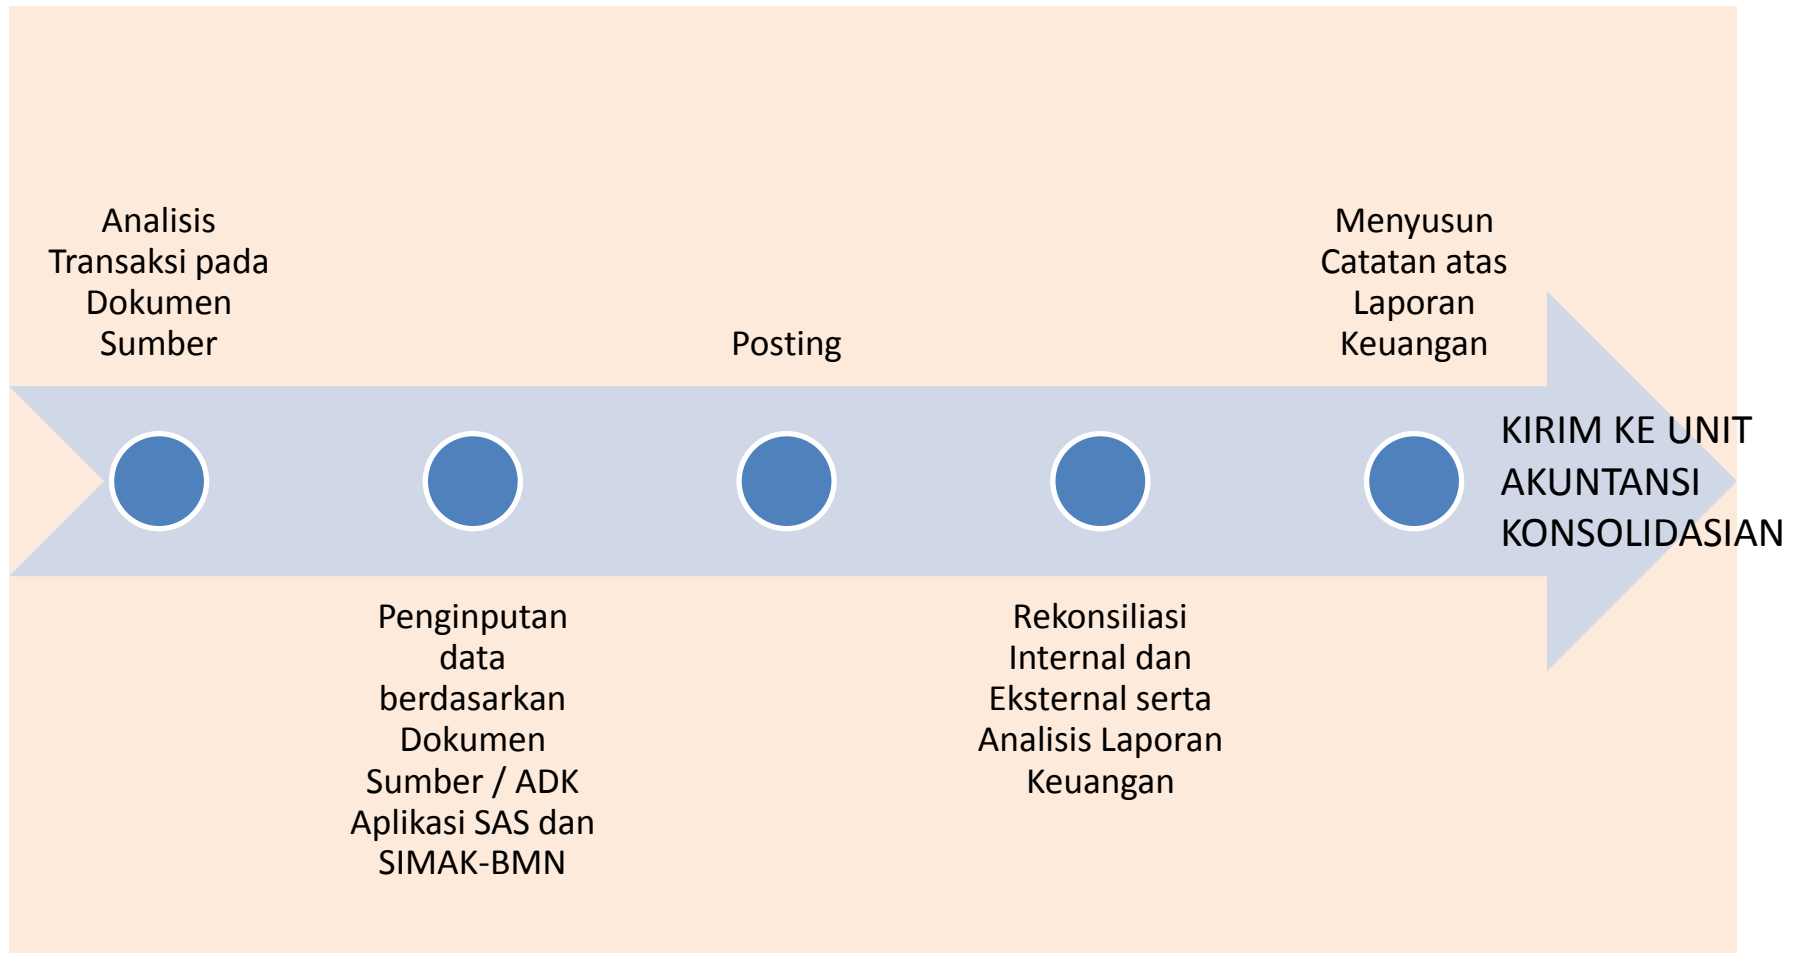 Analisis
Transaksi pada
Dokumen
Sumber
Penginputan
data
berdasarkan
Dokumen
Sumber / ADK
Aplikasi SAS dan
SIMAK-BMN
Posting
Rekonsiliasi
Internal dan
Eksternal serta
Analisis Laporan
Keuangan
Menyusun
Catatan atas
Laporan
Keuangan
KIRIM KE UNIT
AKUNTANSI
KONSOLIDASIAN